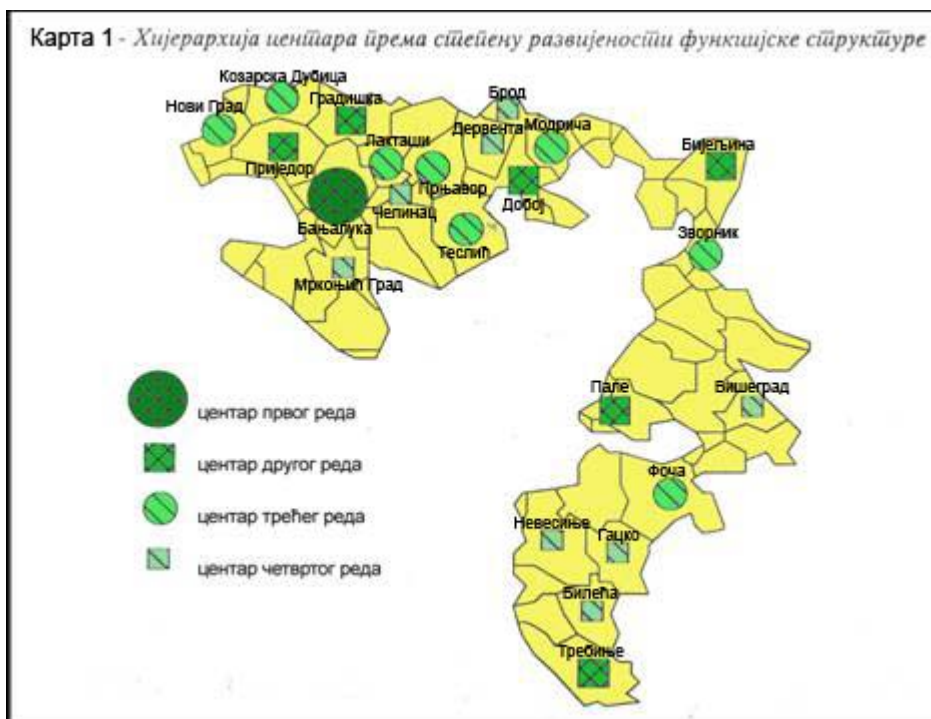 Карта 1 - Хијерархија центара према степену развијености функцијске структуре
Козарска Дубица
Брод
Нови Град
Градишка
Модрича
Дервента
Лакташи
Бијељина
Приједор
Прњавор
Челинац
Добој
Бањалука
Зворник
Теслић
Мркоњић Град
Пале
Вишеград
центар првог реда
центар другог реда
Фоча
центар трећег реда
Невесиње
Гацко
центар четвртог реда
Билећа
Требиње